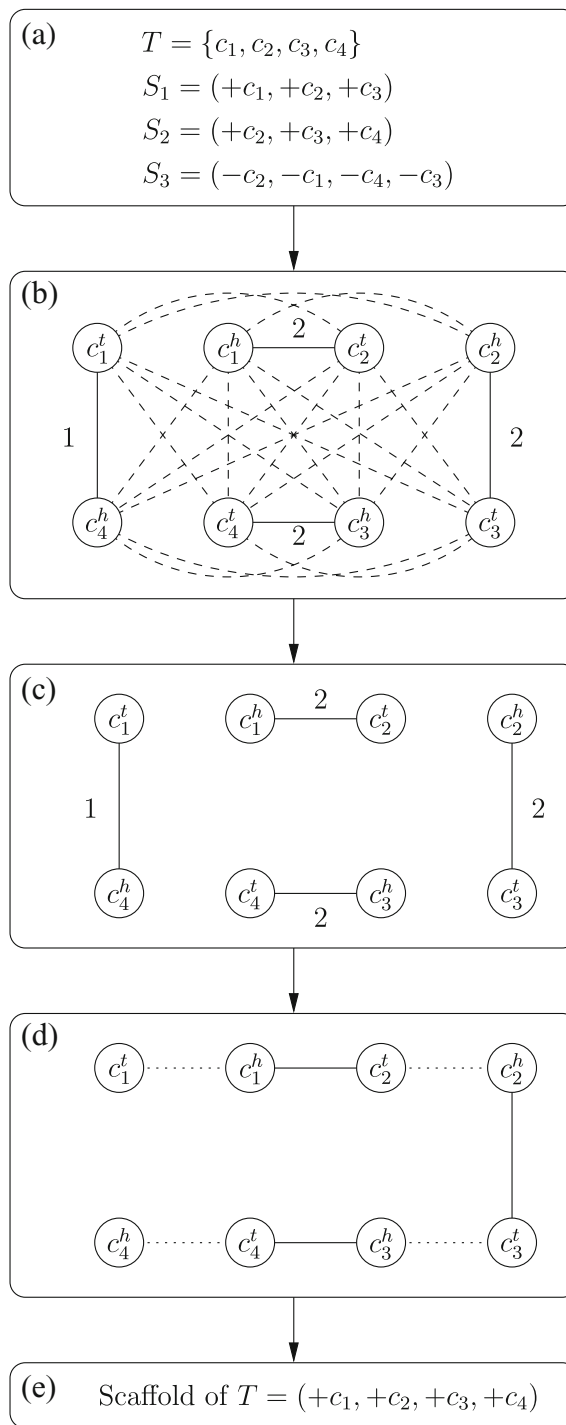 (a)
T = {c₁, c₂, c₃, c₄}
S₁ = (+c₁, +c₂, +c₃)
S₂ = (+c₂, +c₃, +c₄)
S₃ = (−c₂, −c₁, −c₄, −c₃)
(b)
2
c₁ᵗ c₁ʰ c₂ᵗ c₂ʰ
1 2
c₄ʰ c₄ᵗ c₃ʰ c₃ᵗ
2
(c)
2
c₁ᵗ c₁ʰ c₂ᵗ c₂ʰ
1 2
c₄ʰ c₄ᵗ c₃ʰ c₃ᵗ
2
(d)
c₁ᵗ c₁ʰ c₂ᵗ c₂ʰ
c₄ʰ c₄ᵗ c₃ʰ c₃ᵗ
(e) Scaffold of T = (+c₁, +c₂, +c₃, +c₄)